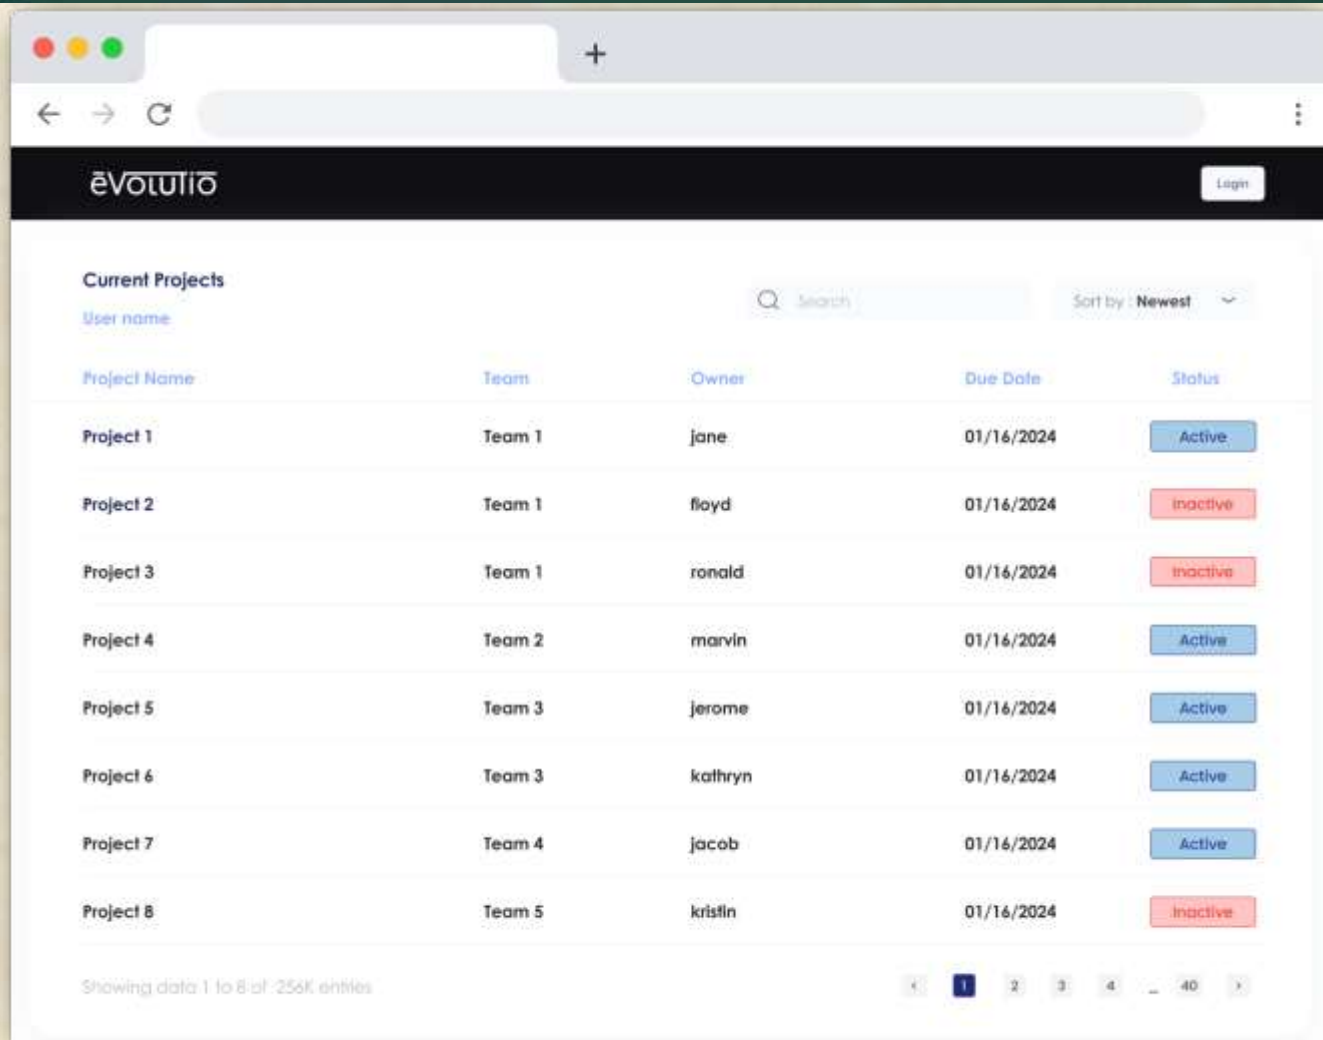 ēVolutiō
Login
Current Projects
User name
Search
Sort by : Newest
Project Name Team Owner Due Date Status
Project 1 Team 1 jane 01/16/2024 Active
Project 2 Team 1 floyd 01/16/2024 Inactive
Project 3 Team 1 ronald 01/16/2024 Inactive
Project 4 Team 2 marvin 01/16/2024 Active
Project 5 Team 3 jerome 01/16/2024 Active
Project 6 Team 3 kathryn 01/16/2024 Active
Project 7 Team 4 jacob 01/16/2024 Active
Project 8 Team 5 kristin 01/16/2024 Inactive
Showing data 1 to 8 of 256K entries
< 1 2 3 4 ... 40 >